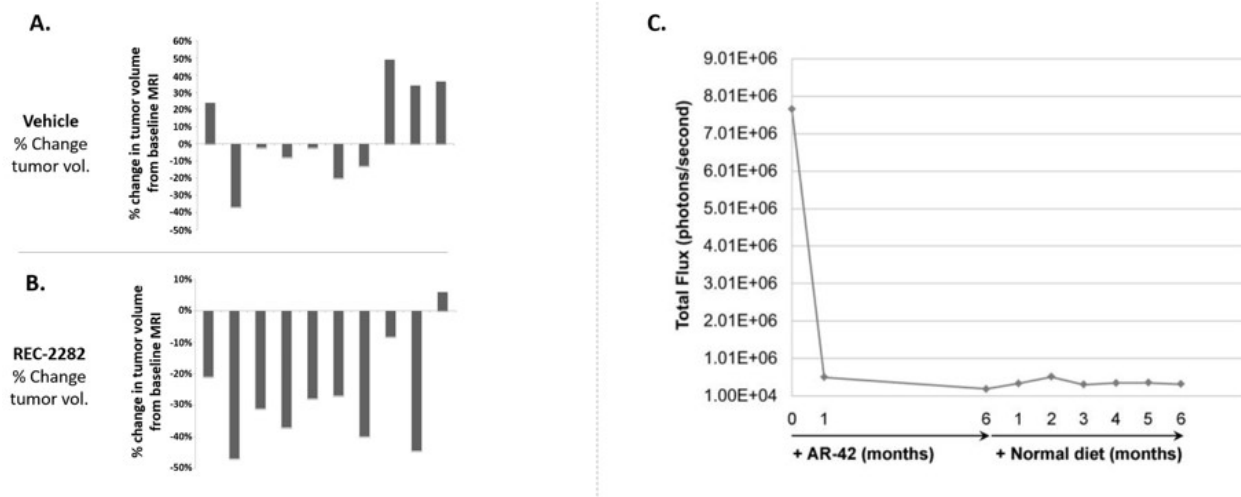 A.
Vehicle
% Change
tumor vol.
% change in tumor volume
from baseline MRI
60%
50%
40%
30%
20%
10%
0%
-10%
-20%
-30%
-40%
-50%
B.
REC-2282
% Change
tumor vol.
% change in tumor volume
from baseline MRI
10%
0%
-10%
-20%
-30%
-40%
-50%
C.
Total Flux (photons/second)
9.01E+06
8.01E+06
7.01E+06
6.01E+06
5.01E+06
4.01E+06
3.01E+06
2.01E+06
1.01E+06
1.00E+04
0 1 6 1 2 3 4 5 6
+ AR-42 (months) + Normal diet (months)